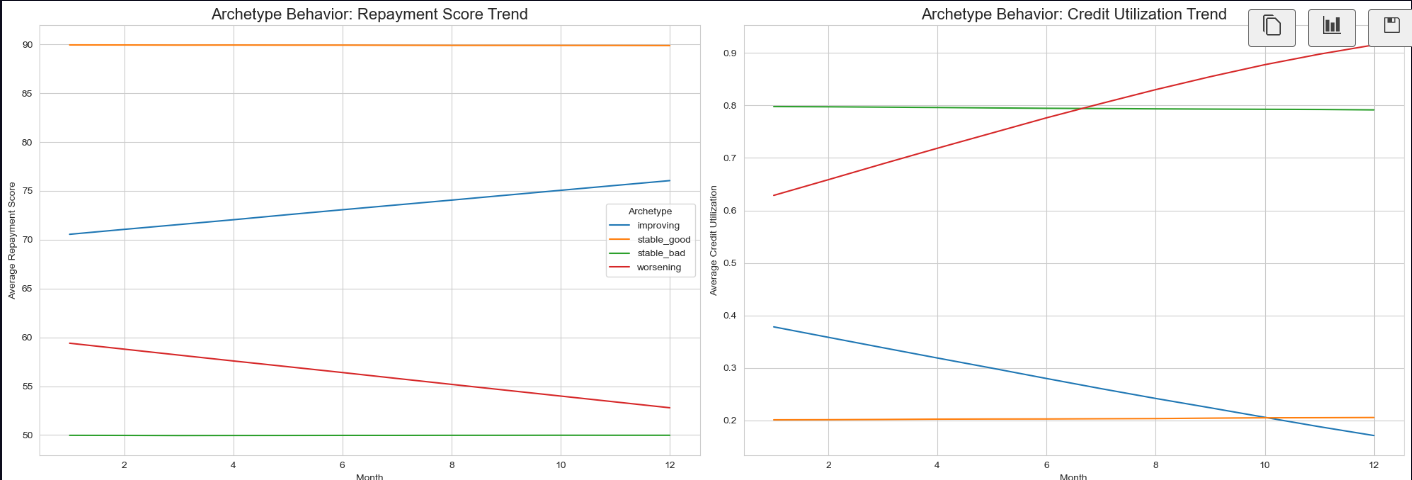 Archetype Behavior: Repayment Score Trend
90
85
80
75
70
65
60
55
50
Average Repayment Score
2 4 6 8 10 12
Month
Archetype
improving
stable_good
stable_bad
worsening
Archetype Behavior: Credit Utilization Trend
0.9
0.8
0.7
0.6
0.5
0.4
0.3
0.2
Average Credit Utilization
2 4 6 8 10 12
Month